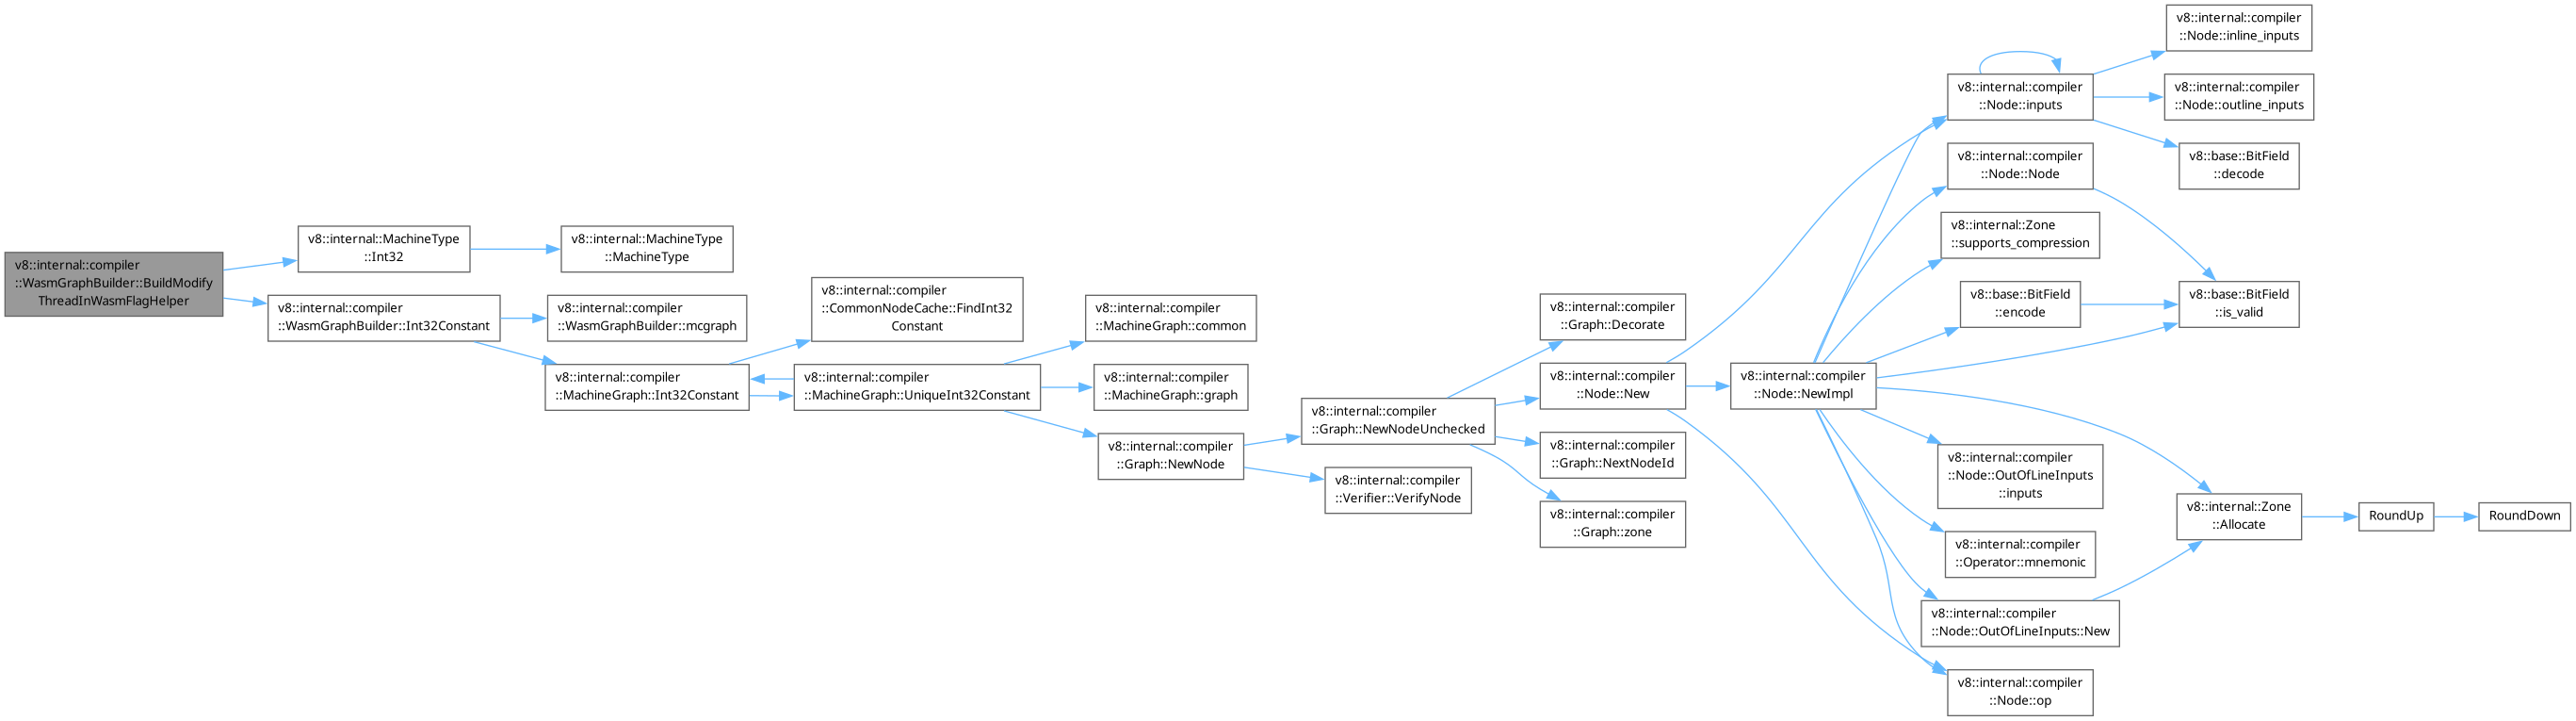 v8::internal::compiler
::WasmGraphBuilder::BuildModify
ThreadInWasmFlagHelper
v8::internal::MachineType
::Int32
v8::internal::MachineType
::MachineType
v8::internal::compiler
::WasmGraphBuilder::Int32Constant
v8::internal::compiler
::WasmGraphBuilder::mcgraph
v8::internal::compiler
::MachineGraph::Int32Constant
v8::internal::compiler
::CommonNodeCache::FindInt32
Constant
v8::internal::compiler
::MachineGraph::UniqueInt32Constant
v8::internal::compiler
::MachineGraph::common
v8::internal::compiler
::MachineGraph::graph
v8::internal::compiler
::Graph::NewNode
v8::internal::compiler
::Graph::NewNodeUnchecked
v8::internal::compiler
::Verifier::VerifyNode
v8::internal::compiler
::Graph::Decorate
v8::internal::compiler
::Node::New
v8::internal::compiler
::Graph::NextNodeId
v8::internal::compiler
::Graph::zone
v8::internal::compiler
::Node::NewImpl
v8::internal::compiler
::Node::inputs
v8::internal::compiler
::Node::Node
v8::internal::Zone
::supports_compression
v8::base::BitField
::encode
v8::internal::compiler
::Node::OutOfLineInputs
::inputs
v8::internal::compiler
::Operator::mnemonic
v8::internal::compiler
::Node::OutOfLineInputs::New
v8::internal::compiler
::Node::op
v8::internal::compiler
::Node::inline_inputs
v8::internal::compiler
::Node::outline_inputs
v8::base::BitField
::decode
v8::base::BitField
::is_valid
v8::internal::Zone
::Allocate
RoundUp
RoundDown